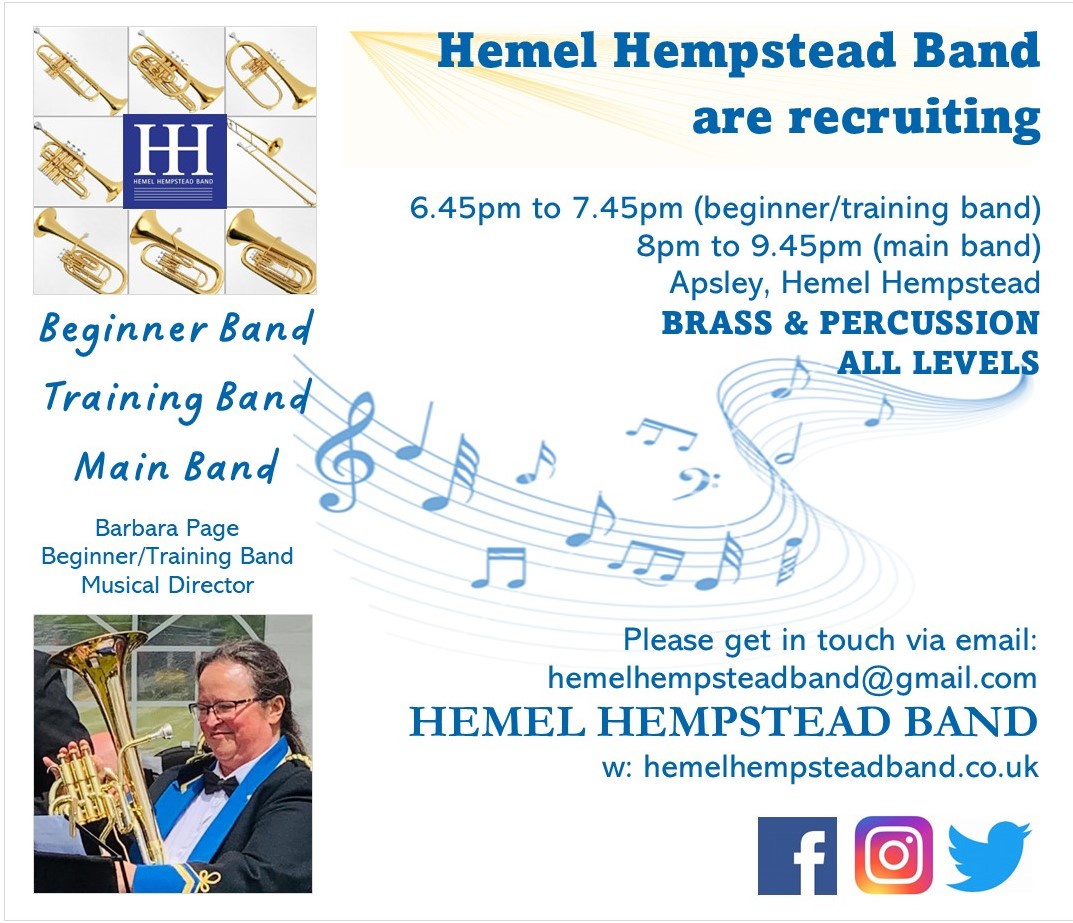 HH
HEMEL HEMPSTEAD BAND
Hemel Hempstead Band
are recruiting
6.45pm to 7.45pm (beginner/training band)
8pm to 9.45pm (main band)
Apsley, Hemel Hempstead
BRASS & PERCUSSION
ALL LEVELS
Beginner Band
Training Band
Main Band
Barbara Page
Beginner/Training Band
Musical Director
Please get in touch via email:
hemelhempsteadband@gmail.com
HEMEL HEMPSTEAD BAND
w: hemelhempsteadband.co.uk